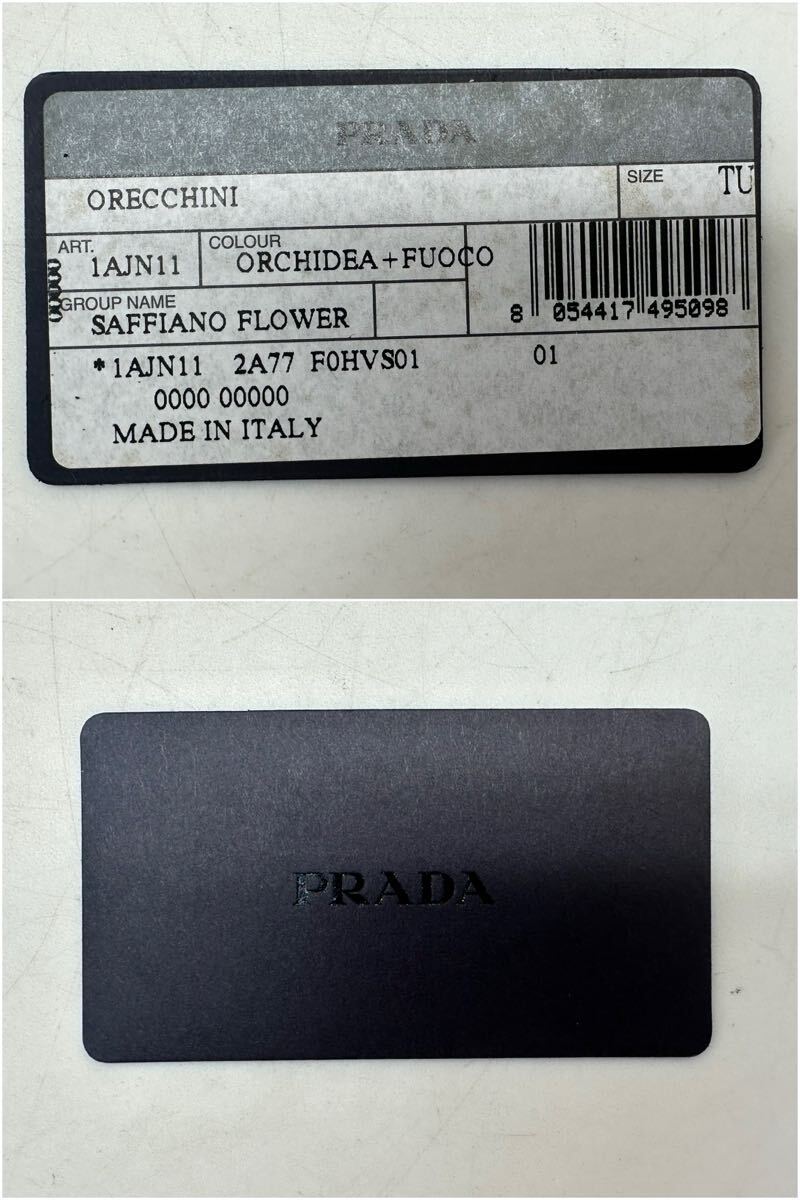 PRADA
ORECCHINI
SIZE TU
ART. 1AJN11
COLOUR ORCHIDEA+FUOCO
00000
GROUP NAME
SAFFIANO FLOWER
8 054417 495098
*1AJN11 2A77 F0HVS01 01
0000 00000
MADE IN ITALY
PRADA